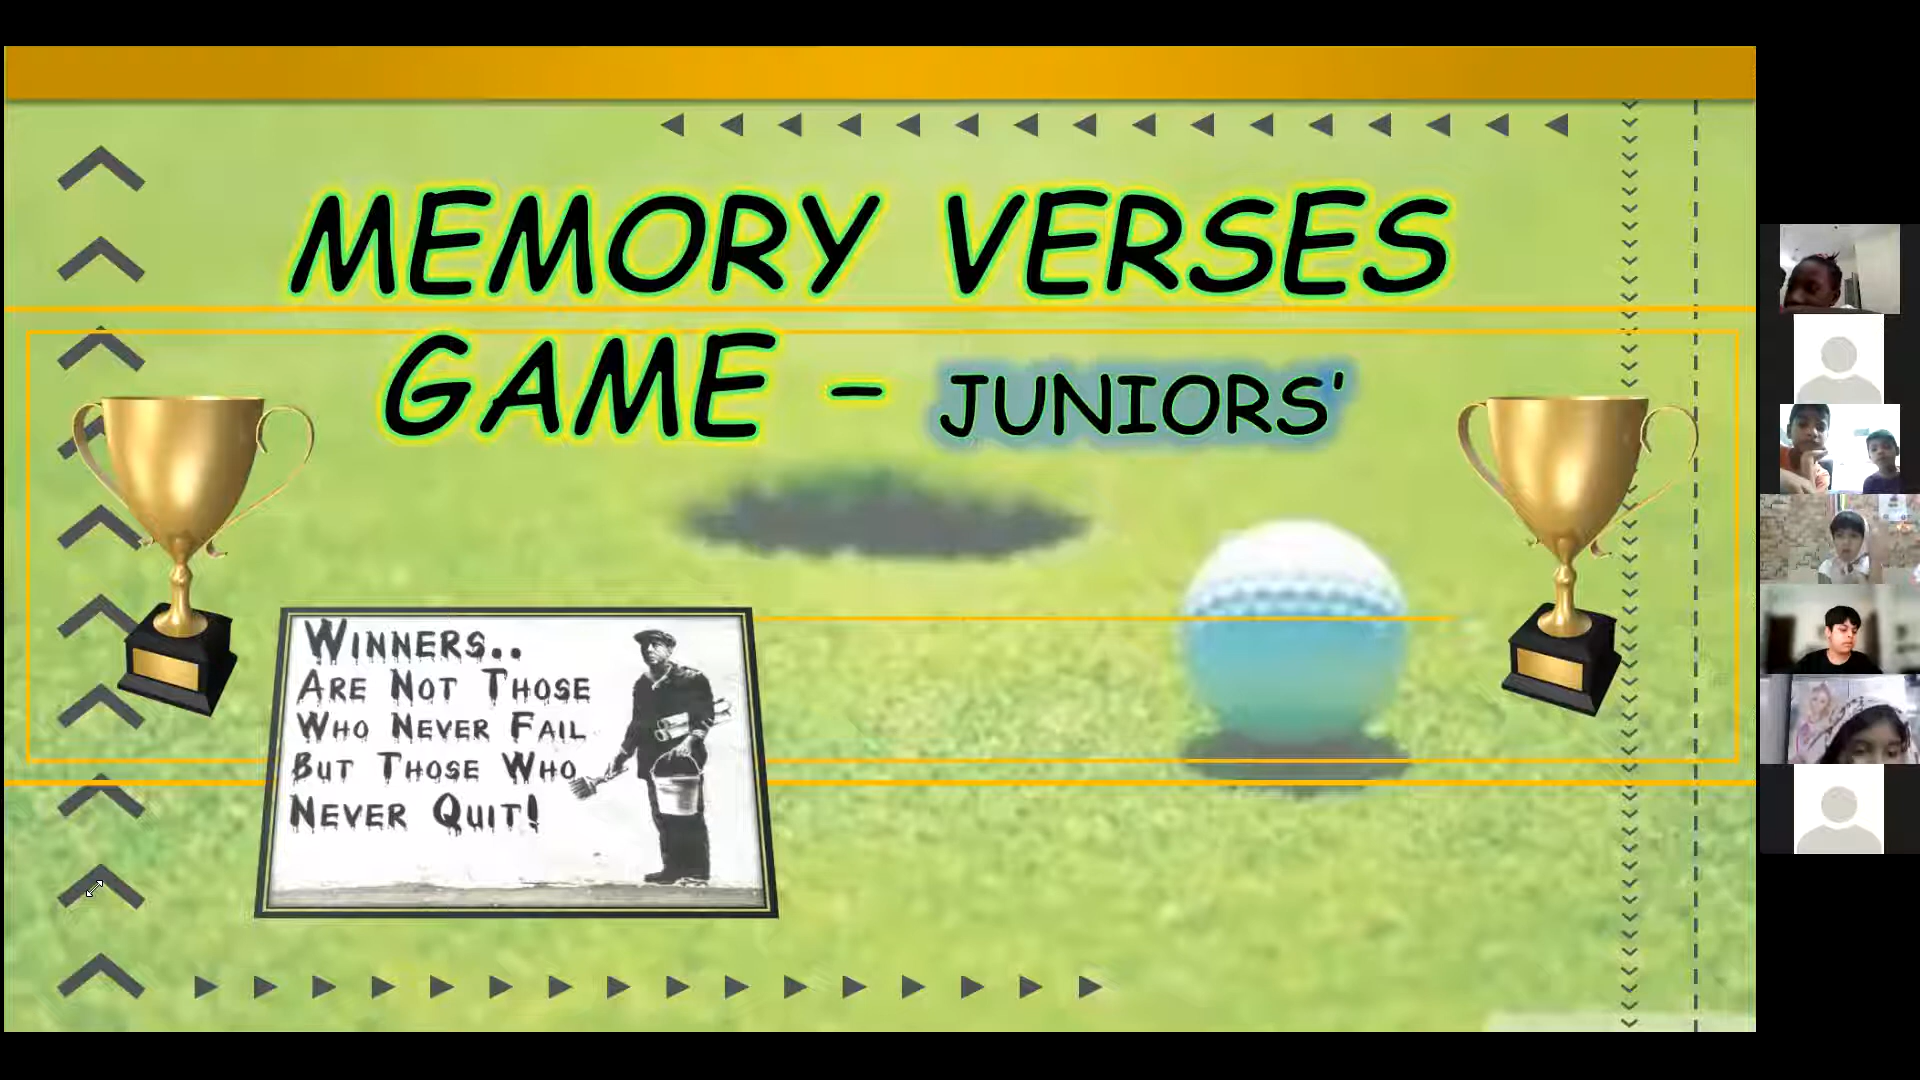 MEMORY VERSES
GAME – JUNIORS'
WINNERS..
ARE NOT THOSE
WHO NEVER FAIL
BUT THOSE WHO
NEVER QUIT!